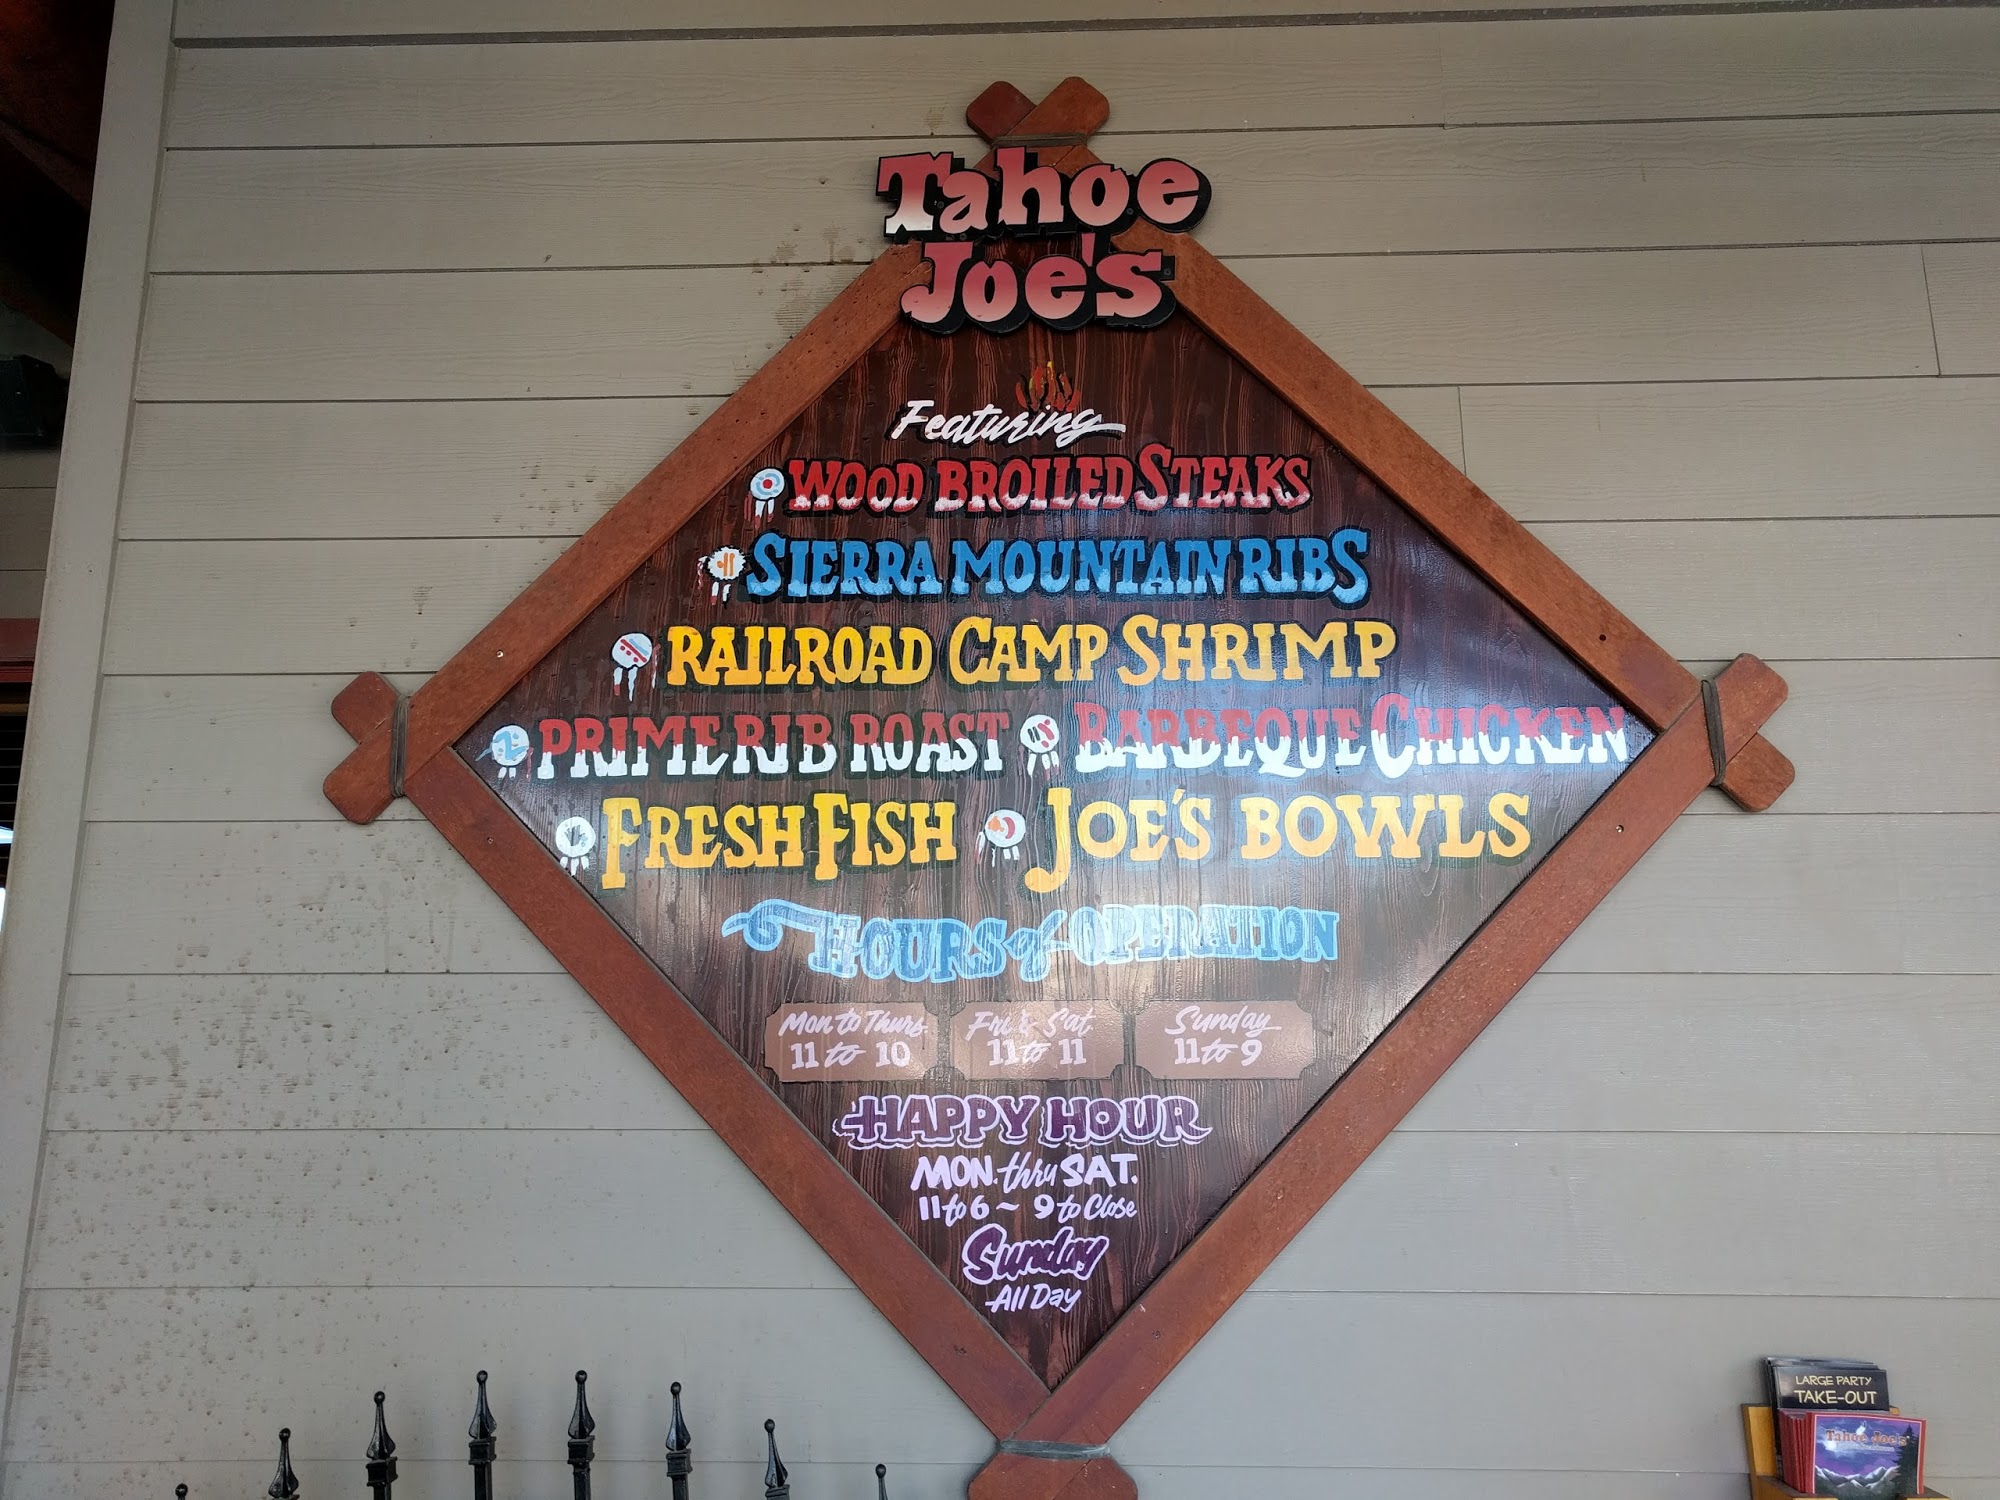 Tahoe
Joe's
Featuring
WOOD BROILED STEAKS
SIERRA MOUNTAIN RIBS
RAILROAD CAMP SHRIMP
PRIME RIB ROAST BARBEQUE CHICKEN
FRESH FISH JOE'S BOWLS
HOURS of OPERATION
Mon to Thurs.
11 to 10
Fri & Sat.
11 to 11
Sunday
11 to 9
HAPPY HOUR
MON. thru SAT.
11 to 6 ~ 9 to Close
Sunday
All Day
LARGE PARTY
TAKE-OUT
Tahoe Joe's